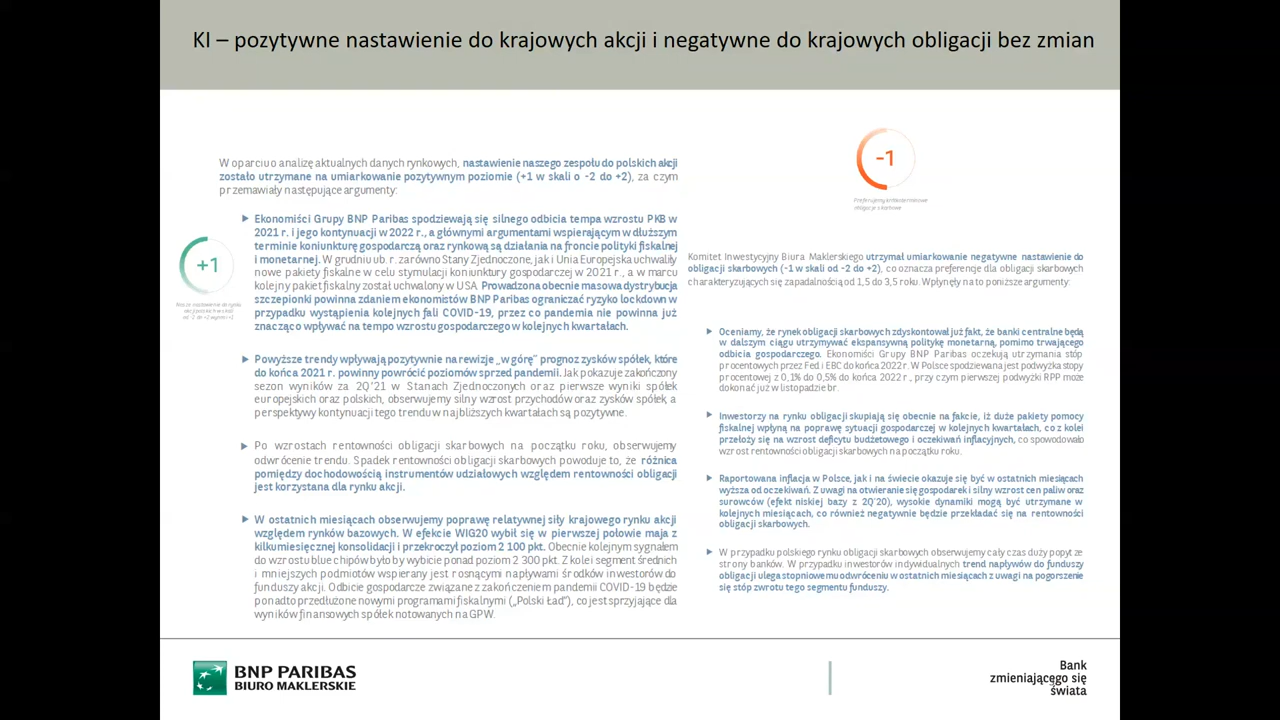 KI – pozytywne nastawienie do krajowych akcji i negatywne do krajowych obligacji bez zmian
W oparciu o analizę aktualnych danych rynkowych, nastawienie naszego zespołu do polskich akcji
zostało utrzymane na umiarkowanie pozytywnym poziomie (+1 w skali o -2 do +2), za czym
przemawiały następujące argumenty:
+1
Nasze nastawienie do rynku
akcji polskich w skali
od -2 do +2 wynosi +1
Ekonomiści Grupy BNP Paribas spodziewają się silnego odbicia tempa wzrostu PKB w
2021 r. i jego kontynuacji w 2022 r., a głównymi argumentami wspierającym w dłuższym
terminie koniunkturę gospodarczą oraz rynkową są działania na froncie polityki fiskalnej
i monetarnej. W grudniu ub. r. zarówno Stany Zjednoczone, jak i Unia Europejska uchwaliły
nowe pakiety fiskalne w celu stymulacji koniunktury gospodarczej w 2021 r., a w marcu
kolejny pakiet fiskalny został uchwalony w USA. Prowadzona obecnie masowa dystrybucja
szczepionki powinna zdaniem ekonomistów BNP Paribas ograniczać ryzyko lockdown w
przypadku wystąpienia kolejnych fali COVID-19, przez co pandemia nie powinna już
znacząco wpływać na tempo wzrostu gospodarczego w kolejnych kwartałach.
Powyższe trendy wpływają pozytywnie na rewizje „w górę” prognoz zysków spółek, które
do końca 2021 r. powinny powrócić poziomów sprzed pandemii. Jak pokazuje zakończony
sezon wyników za 2Q'21 w Stanach Zjednoczonych oraz pierwsze wyniki spółek
europejskich oraz polskich, obserwujemy silny wzrost przychodów oraz zysków spółek, a
perspektywy kontynuacji tego trendu w najbliższych kwartałach są pozytywne.
Po wzrostach rentowności obligacji skarbowych na początku roku, obserwujemy
odwrócenie trendu. Spadek rentowności obligacji skarbowych powoduje to, że różnica
pomiędzy dochodowością instrumentów udziałowych względem rentowności obligacji
jest korzystana dla rynku akcji.
W ostatnich miesiącach obserwujemy poprawę relatywnej siły krajowego rynku akcji
względem rynków bazowych. W efekcie WIG20 wybił się w pierwszej połowie maja z
kilkumiesięcznej konsolidacji i przekroczył poziom 2 100 pkt. Obecnie kolejnym sygnałem
do wzrostu blue chipów było by wybicie ponad poziom 2 300 pkt. Z kolei segment średnich
i mniejszych podmiotów wspierany jest rosnącymi napływami środków inwestorów do
funduszy akcji. Odbicie gospodarcze związane z zakończeniem pandemii COVID-19 będzie
ponadto przedłużone nowymi programami fiskalnymi („Polski Ład”), co jest sprzyjające dla
wyników finansowych spółek notowanych na GPW.
-1
Preferujemy krótkoterminowe
obligacje skarbowe
Komitet Inwestycyjny Biura Maklerskiego utrzymał umiarkowanie negatywne nastawienie do
obligacji skarbowych (-1 w skali od -2 do +2), co oznacza preferencję dla obligacji skarbowych
charakteryzujących się zapadalnością od 1,5 do 3,5 roku. Wpłynęły na to poniższe argumenty:
Oceniamy, że rynek obligacji skarbowych zdyskontował już fakt, że banki centralne będą
w dalszym ciągu utrzymywać ekspansywną politykę monetarną, pomimo trwającego
odbicia gospodarczego. Ekonomiści Grupy BNP Paribas oczekują utrzymania stóp
procentowych przez Fed i EBC do końca 2022 r. W Polsce spodziewana jest podwyżka stopy
procentowej z 0,1% do 0,5% do końca 2022 r., przy czym pierwszej podwyżki RPP może
dokonać już w listopadzie br.
Inwestorzy na rynku obligacji skupiają się obecnie na fakcie, iż duże pakiety pomocy
fiskalnej wpłyną na poprawę sytuacji gospodarczej w kolejnych kwartałach, co z kolei
przełoży się na wzrost deficytu budżetowego i oczekiwań inflacyjnych, co spowodowało
wzrost rentowności obligacji skarbowych na początku roku.
Raportowana inflacja w Polsce, jak i na świecie okazuje się być w ostatnich miesiącach
wyższa od oczekiwań. Z uwagi na otwieranie się gospodarek i silny wzrost cen paliw oraz
surowców (efekt niskiej bazy z 2Q'20), wysokie dynamiki mogą być utrzymane w
kolejnych miesiącach, co również negatywnie będzie przekładać się na rentowności
obligacji skarbowych.
W przypadku polskiego rynku obligacji skarbowych obserwujemy cały czas duży popyt ze
strony banków. W przypadku inwestorów indywidualnych trend napływów do funduszy
obligacji ulega stopniowemu odwróceniu w ostatnich miesiącach z uwagi na pogorszenie
się stóp zwrotu tego segmentu funduszy.
BNP PARIBAS
BIURO MAKLERSKIE
Bank
zmieniającego się
świata